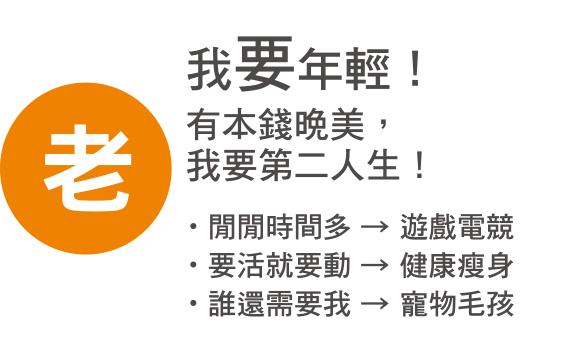 老
我要年輕！
有本錢晚美，
我要第二人生！
・閒閒時間多 → 遊戲電競
・要活就要動 → 健康瘦身
・誰還需要我 → 寵物毛孩